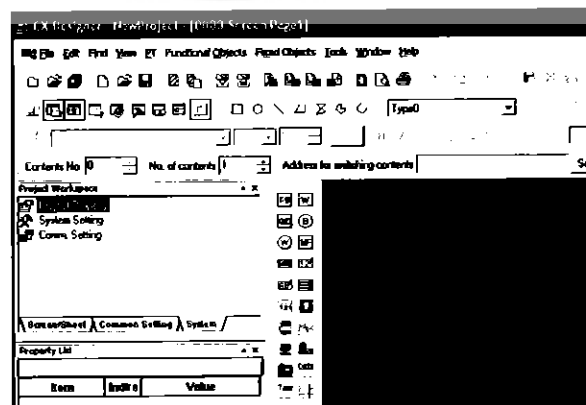 CX Designer - NewProject - [0000 Screen Page1]
File Edit Find View PT Functional Objects Fixed Objects Tools Window Help
Type0
Contents No 0 No. of contents 1 Address for switching contents
Project Workspace
System Setting
Comm. Setting
Screen/Sheet Common Setting System
Property List
Item Indire Value